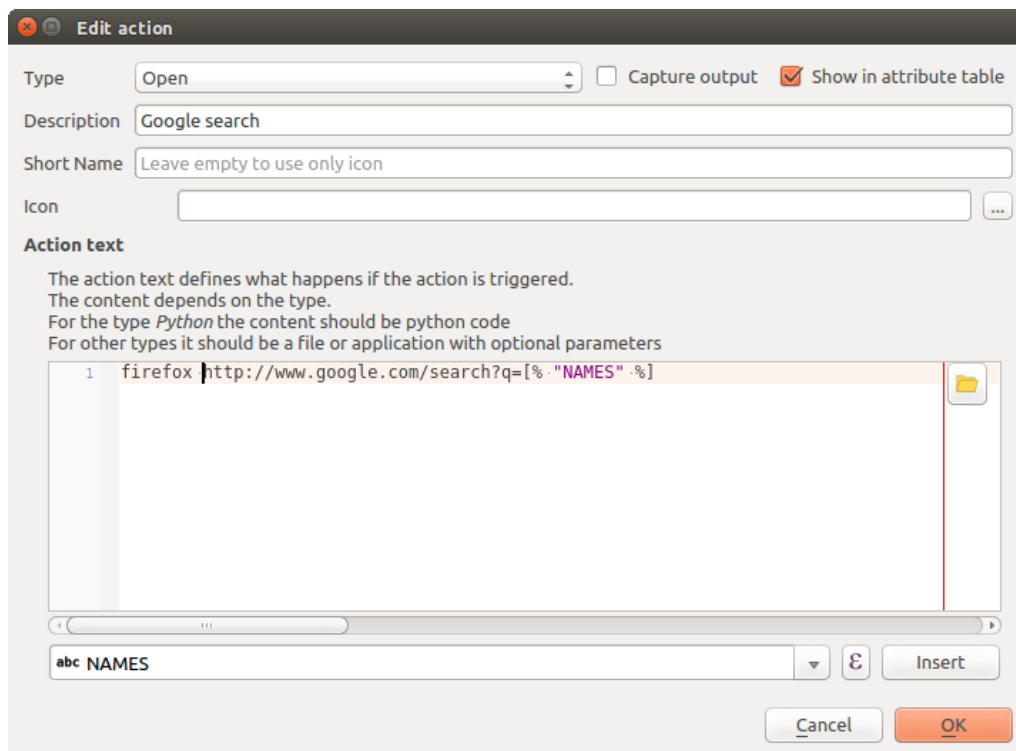 Edit action
Type Open Capture output Show in attribute table
Description Google search
Short Name Leave empty to use only icon
Icon ...
Action text
The action text defines what happens if the action is triggered.
The content depends on the type.
For the type Python the content should be python code
For other types it should be a file or application with optional parameters
1 firefox http://www.google.com/search?q=[% "NAMES" %]
abc NAMES ε Insert
Cancel OK